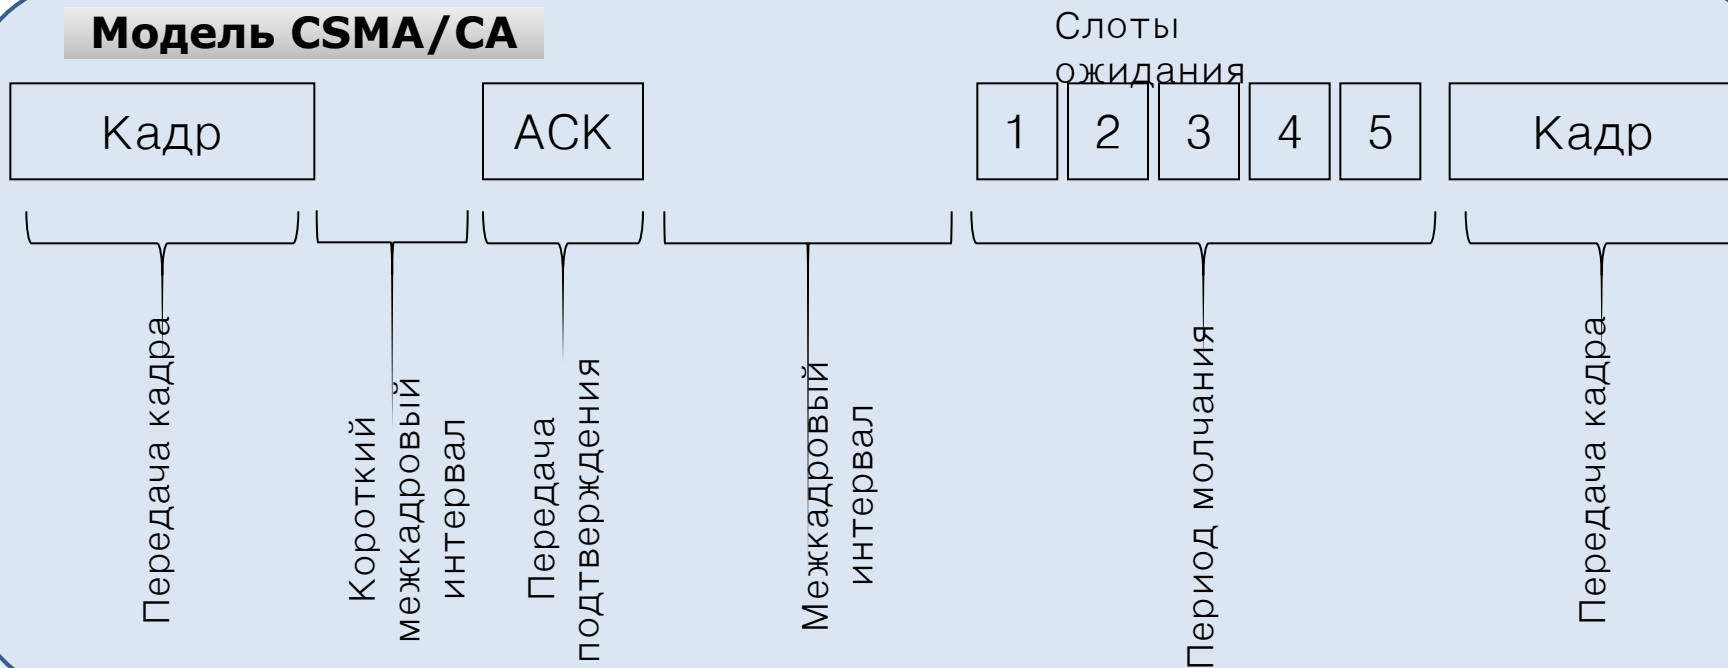 Модель CSMA/CA
Слоты
ожидания
Кадр
ACK
1
2
3
4
5
Кадр
Передача кадра
Короткий
межкадровый
интервал
Передача
подтверждения
Межкадровый
интервал
Период молчания
Передача кадра